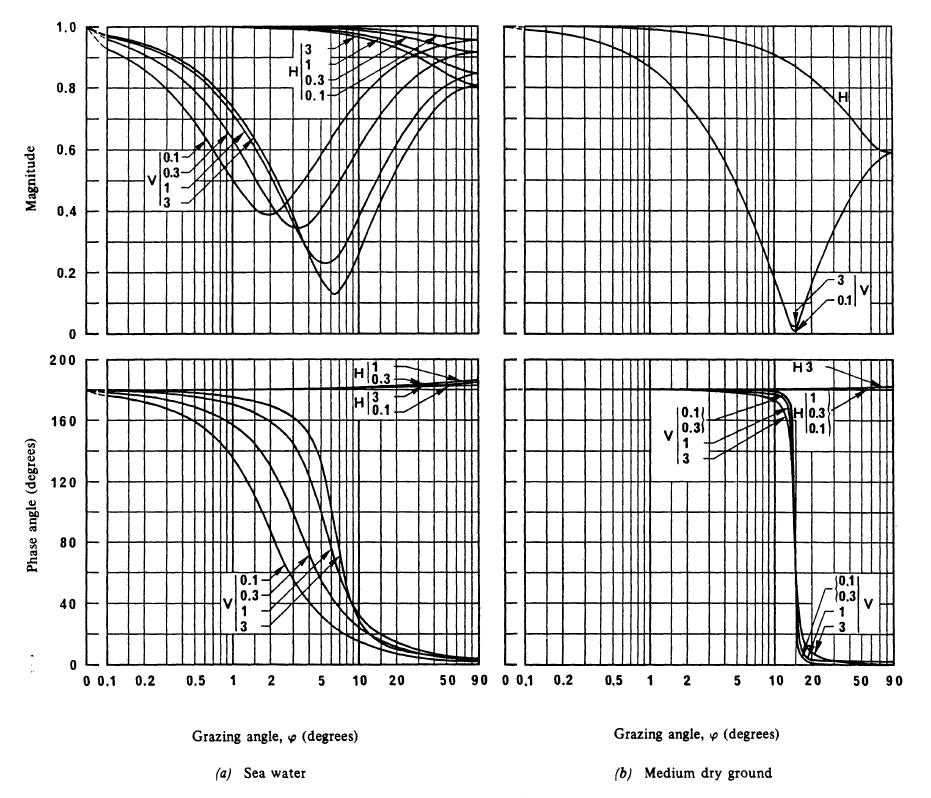 1.0
0.8
0.6
0.4
0.2
0
Magnitude
H 3
1
0.3
0.1
V 0.1
0.3
1
3
H
3
0.1 V
200
160
120
80
40
0
Phase angle (degrees)
H 1
0.3
H 3
0.1
V 0.1
0.3
1
3
H 3
V 0.1
0.3
1
3
H 1
0.3
0.1
0.1
0.3 V
1
3
0 0.1 0.2 0.5 1 2 5 10 20 50 90
0 0.1 0.2 0.5 1 2 5 10 20 50 90
Grazing angle, φ (degrees)
Grazing angle, φ (degrees)
(a) Sea water
(b) Medium dry ground